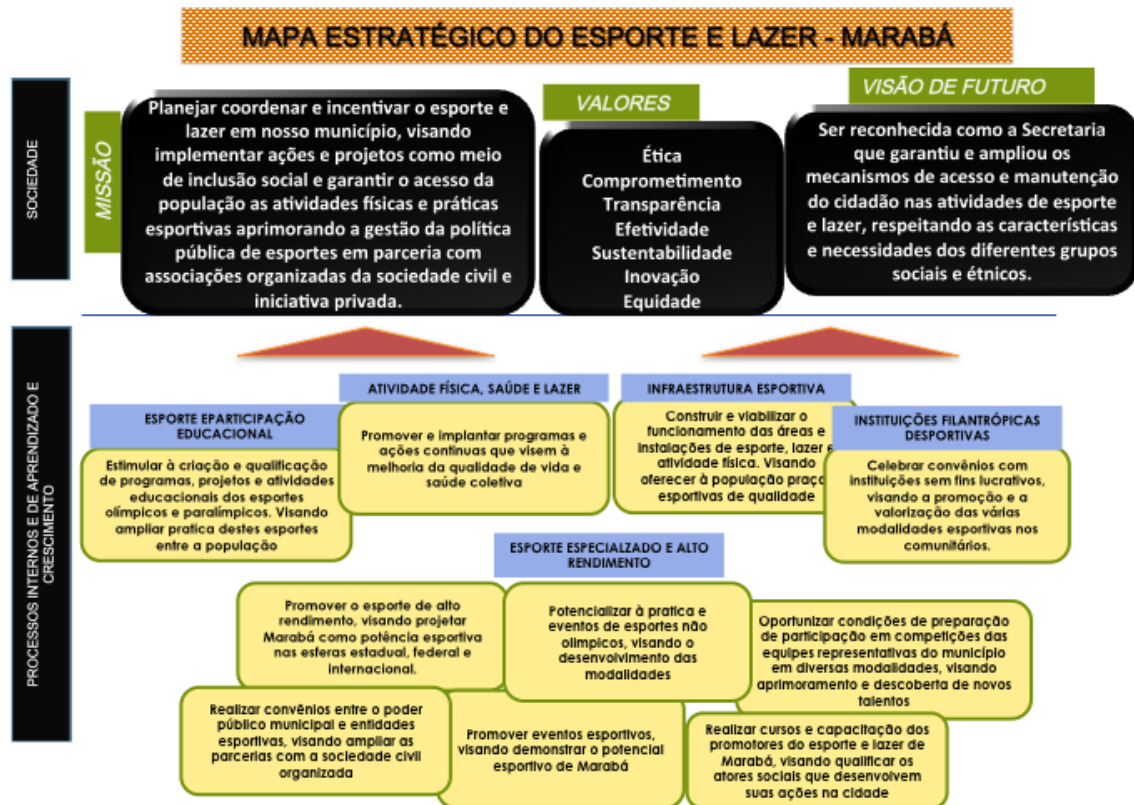 MAPA ESTRATÉGICO DO ESPORTE E LAZER - MARABÁ
SOCIEDADE
MISSÃO
Planejar coordenar e incentivar o esporte e
lazer em nosso município, visando
implementar ações e projetos como meio
de inclusão social e garantir o acesso da
população as atividades físicas e práticas
esportivas aprimorando a gestão da política
pública de esportes em parceria com
associações organizadas da sociedade civil e
iniciativa privada.
VALORES
Ética
Comprometimento
Transparência
Efetividade
Sustentabilidade
Inovação
Equidade
VISÃO DE FUTURO
Ser reconhecida como a Secretaria
que garantiu e ampliou os
mecanismos de acesso e manutenção
do cidadão nas atividades de esporte
e lazer, respeitando as características
e necessidades dos diferentes grupos
sociais e étnicos.
PROCESSOS INTERNOS E DE APRENDIZADO E
CRESCIMENTO
ESPORTE EPARTICIPAÇÃO
EDUCACIONAL
Estimular à criação e qualificação
de programas, projetos e atividades
educacionais dos esportes
olímpicos e paralímpicos. Visando
ampliar pratica destes esportes
entre a população
ATIVIDADE FÍSICA, SAÚDE E LAZER
Promover e implantar programas e
ações continuas que visem à
melhoria da qualidade de vida e
saúde coletiva
INFRAESTRUTURA ESPORTIVA
Construir e viabilizar o
funcionamento das áreas e
instalações de esporte, lazer e
atividade física. Visando
oferecer à população praça
esportivas de qualidade
INSTITUIÇÕES FILANTRÓPICAS
DESPORTIVAS
Celebrar convênios com
instituições sem fins lucrativos,
visando a promoção e a
valorização das várias
modalidades esportivas nos
comunitários.
ESPORTE ESPECIALZADO E ALTO
RENDIMENTO
Promover o esporte de alto
rendimento, visando projetar
Marabá como potência esportiva
nas esferas estadual, federal e
internacional.
Potencializar à pratica e
eventos de esportes não
olimpicos, visando o
desenvolvimento das
modalidades
Oportunizar condições de preparação
de participação em competições das
equipes representativas do município
em diversas modalidades, visando
aprimoramento e descoberta de novos
talentos
Realizar convênios entre o poder
público municipal e entidades
esportivas, visando ampliar as
parcerias com a sociedade civil
organizada
Promover eventos esportivos,
visando demonstrar o potencial
esportivo de Marabá
Realizar cursos e capacitação dos
promotores do esporte e lazer de
Marabá, visando qualificar os
atores sociais que desenvolvem
suas ações na cidade